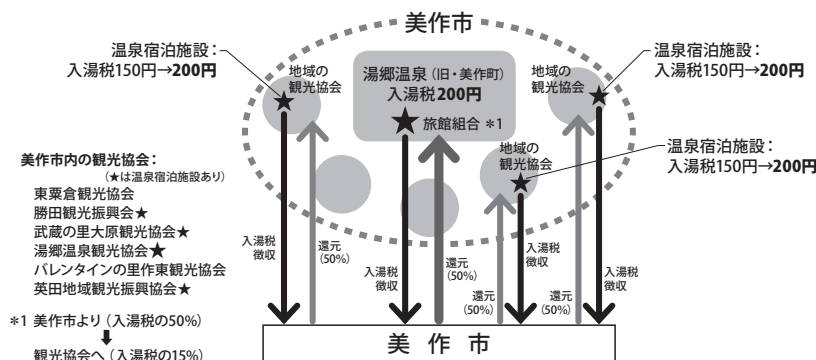 美作市
温泉宿泊施設：
入湯税150円→200円
地域の
観光協会
湯郷温泉（旧・美作町）
入湯税200円
★旅館組合 *1
地域の
観光協会
温泉宿泊施設：
入湯税150円→200円
地域の
観光協会
温泉宿泊施設：
入湯税150円→200円
美作市内の観光協会：
（★は温泉宿泊施設あり）
東粟倉観光協会
勝田観光振興会★
武蔵の里大原観光協会★
湯郷温泉観光協会★
バレンタインの里作東観光協会
英田地域観光振興協会★
*1 美作市より（入湯税の50%）
観光協会へ（入湯税の15%）
入湯税
徴収
還元
（50%）
入湯税
徴収
還元
（50%）
還元
（50%）
入湯税
徴収
還元
（50%）
入湯税
徴収
美作市